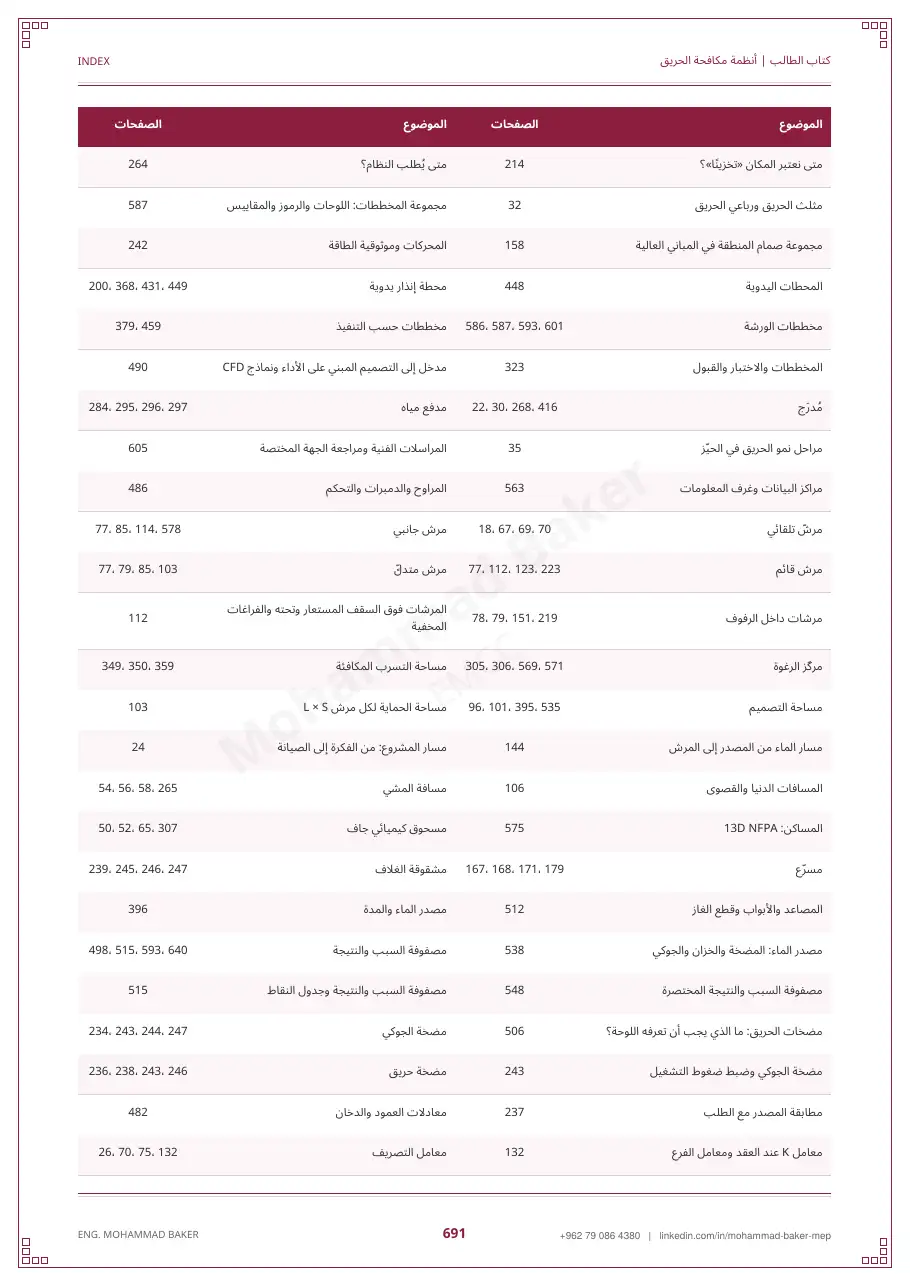 كتاب الطالب | أنظمة مكافحة الحريق
INDEX
الموضوع الصفحات الموضوع الصفحات
متى نعتبر المكان «تخزينًا»؟ 214 متى يُطلب النظام؟ 264
مثلث الحريق ورباعي الحريق 32 مجموعة المخططات: اللوحات والرموز والمقاييس 587
مجموعة صمام المنطقة في المباني العالية 158 المحركات وموثوقية الطاقة 242
المحطات اليدوية 448 محطة إنذار يدوية 200، 368، 431، 449
مخططات الورشة 586، 587، 593، 601 مخططات حسب التنفيذ 379، 459
المخططات والاختبار والقبول 323 مدخل إلى التصميم المبني على الأداء ونماذج CFD 490
مُدرَج 22، 30، 268، 416 مدفع مياه 284، 295، 296، 297
مراحل نمو الحريق في الحيّز 35 المراسلات الفنية ومراجعة الجهة المختصة 605
مراكز البيانات وغرف المعلومات 563 المراوح والدمبرات والتحكم 486
مرشّ تلقائي 18، 67، 69، 70 مرش جانبي 77، 85، 114، 578
مرش قائم 77، 112، 123، 223 مرش متدلّ 77، 79، 85، 103
مرشات داخل الرفوف 78، 79، 151، 219 المرشات فوق السقف المستعار وتحته والفراغات
المخفية 112
مركّز الرغوة 305، 306، 569، 571 مساحة التسرب المكافئة 349، 350، 359
مساحة التصميم 96، 101، 395، 535 مساحة الحماية لكل مرش L × S 103
مسار الماء من المصدر إلى المرش 144 مسار المشروع: من الفكرة إلى الصيانة 24
المسافات الدنيا والقصوى 106 مسافة المشي 54، 56، 58، 265
المساكن: 13D NFPA 575 مسحوق كيميائي جاف 50، 52، 65، 307
مسرّع 167، 168، 171، 179 مشقوقة الغلاف 239، 245، 246، 247
المصاعد والأبواب وقطع الغاز 512 مصدر الماء والمدة 396
مصدر الماء: المضخة والخزان والجوكي 538 مصفوفة السبب والنتيجة 498، 515، 593، 640
مصفوفة السبب والنتيجة المختصرة 548 مصفوفة السبب والنتيجة وجدول النقاط 515
مضخات الحريق: ما الذي يجب أن تعرفه اللوحة؟ 506 مضخة الجوكي 234، 243، 244، 247
مضخة الجوكي وضبط ضغوط التشغيل 243 مضخة حريق 236، 238، 243، 246
مطابقة المصدر مع الطلب 237 معادلات العمود والدخان 482
معامل K عند العقد ومعامل الفرع 132 معامل التصريف 26، 70، 75، 132
Mohammad Baker
EMCC
ENG. MOHAMMAD BAKER
691
+962 79 086 4380 | linkedin.com/in/mohammad-baker-mep